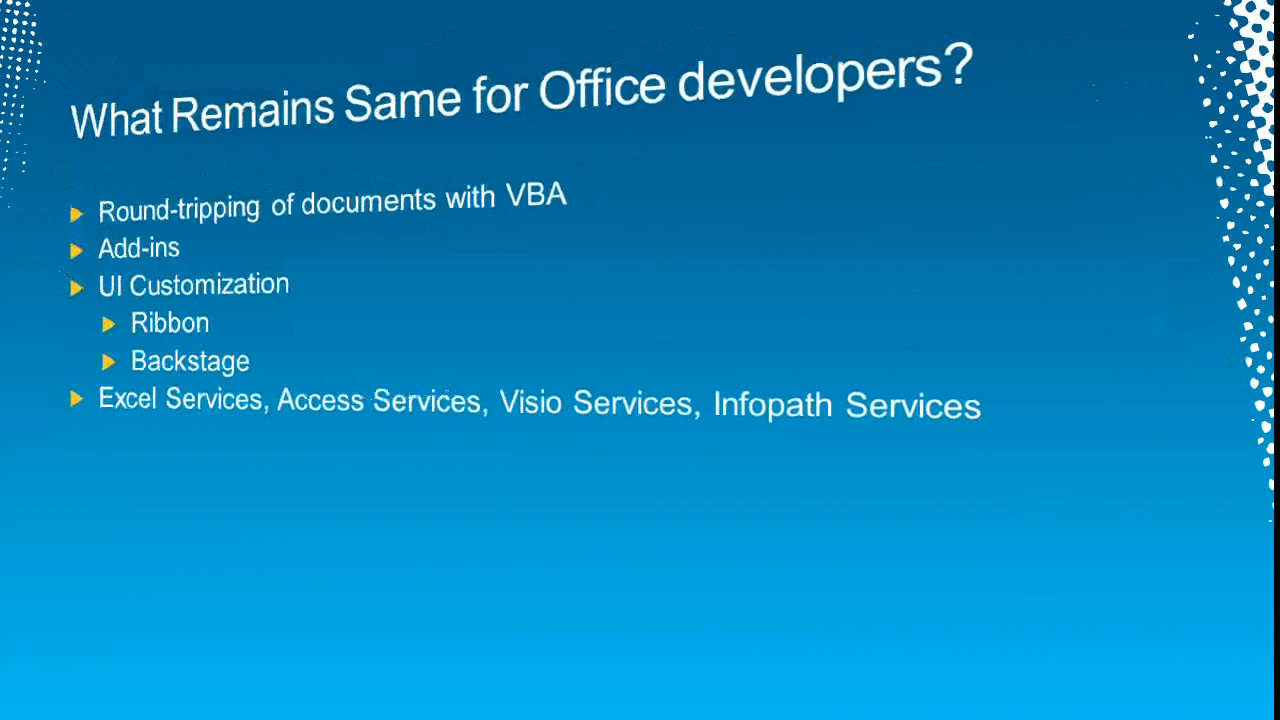 What Remains Same for Office developers?
Round-tripping of documents with VBA
Add-ins
UI Customization
Ribbon
Backstage
Excel Services, Access Services, Visio Services, Infopath Services